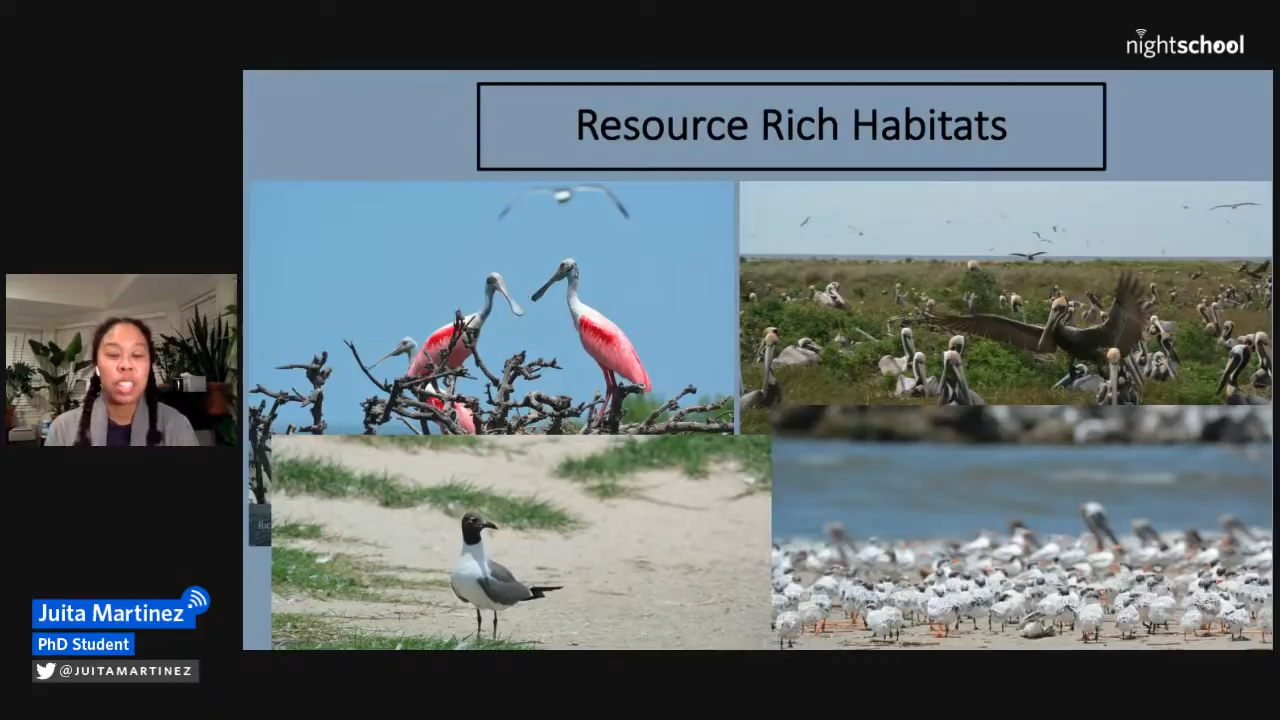 nightschool
Resource Rich Habitats
Juita Martinez
PhD Student
@JUITAMARTINEZ